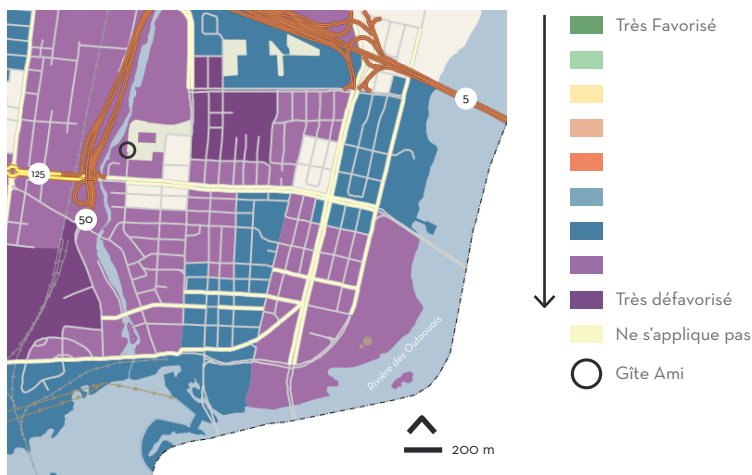 5
125
50
Rivière des Outaouais
200 m
Très Favorisé
Très défavorisé
Ne s'applique pas
Gîte Ami